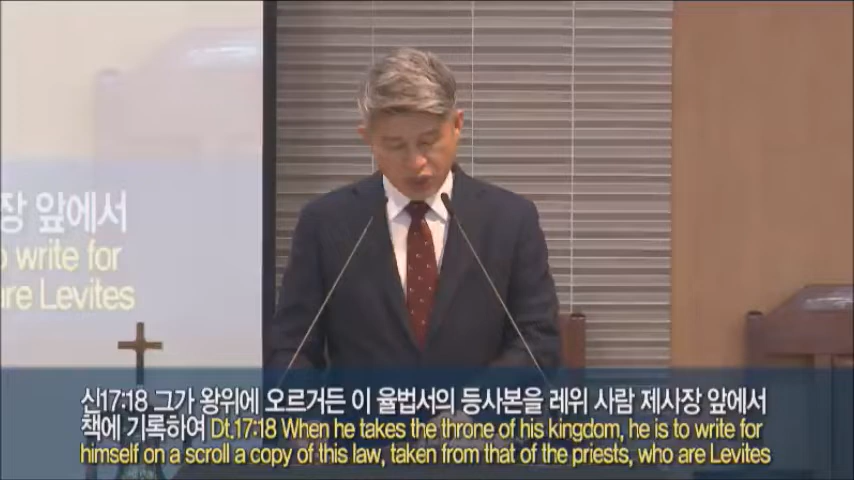 장 앞에서
o write for
are Levites
신17:18 그가 왕위에 오르거든 이 율법서의 등사본을 레위 사람 제사장 앞에서
책에 기록하여 Dt.17:18 When he takes the throne of his kingdom, he is to write for
himself on a scroll a copy of this law, taken from that of the priests, who are Levites